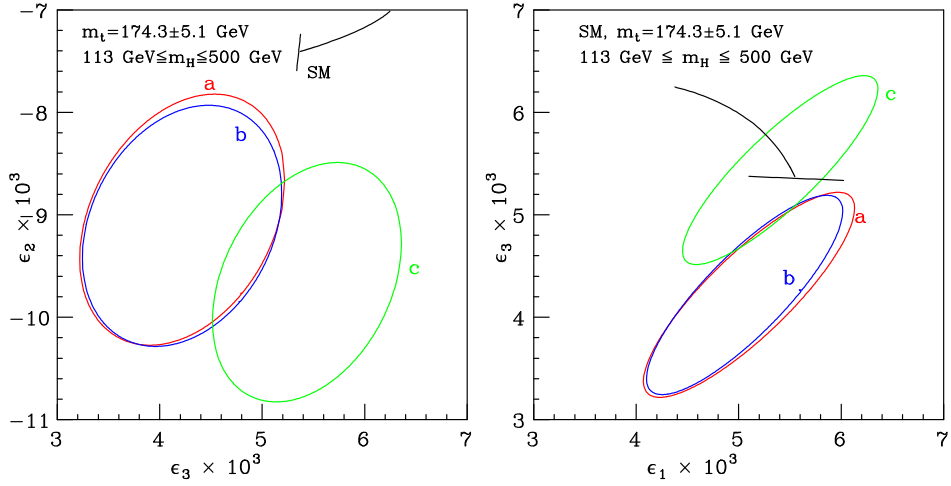 −7
m_t=174.3±5.1 GeV
113 GeV≤m_H≤500 GeV
SM
a
b
c
−8
−9
−10
−11
ϵ_2 × 10^3
3 4 5 6 7
ϵ_3 × 10^3
7
SM, m_t=174.3±5.1 GeV
113 GeV ≤ m_H ≤ 500 GeV
c
a
b
6
5
4
3
ϵ_3 × 10^3
3 4 5 6 7
ϵ_1 × 10^3